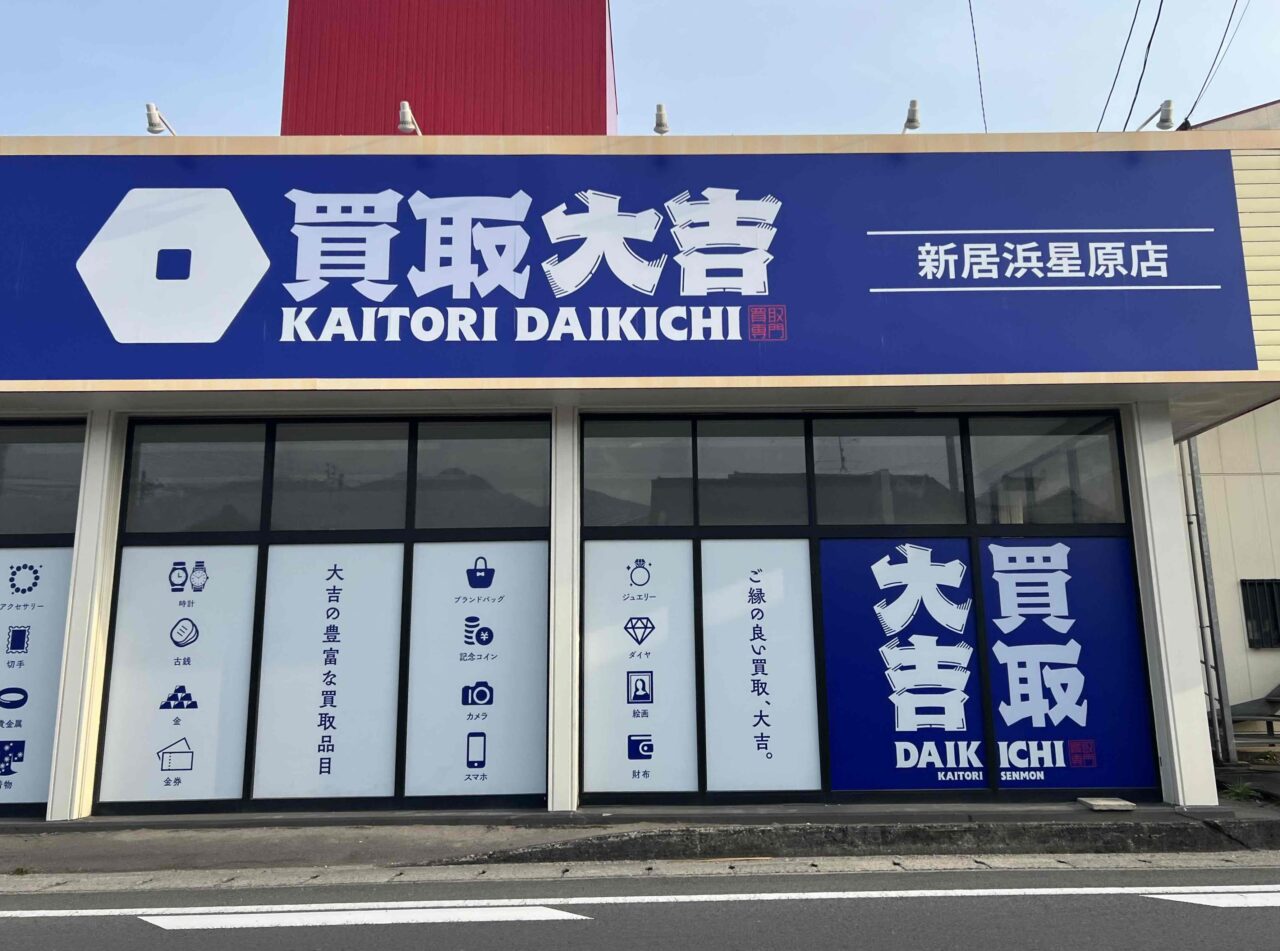 買取大吉
KAITORI DAIKICHI
買取専門
新居浜星原店
アクセサリー
切手
貴金属
着物
時計
古銭
金
金券
大吉の豊富な買取品目
ブランドバッグ
記念コイン
カメラ
スマホ
ジュエリー
ダイヤ
絵画
財布
ご縁の良い買取、大吉。
買取
大吉
DAIKICHI
買取専門
KAITORI SENMON